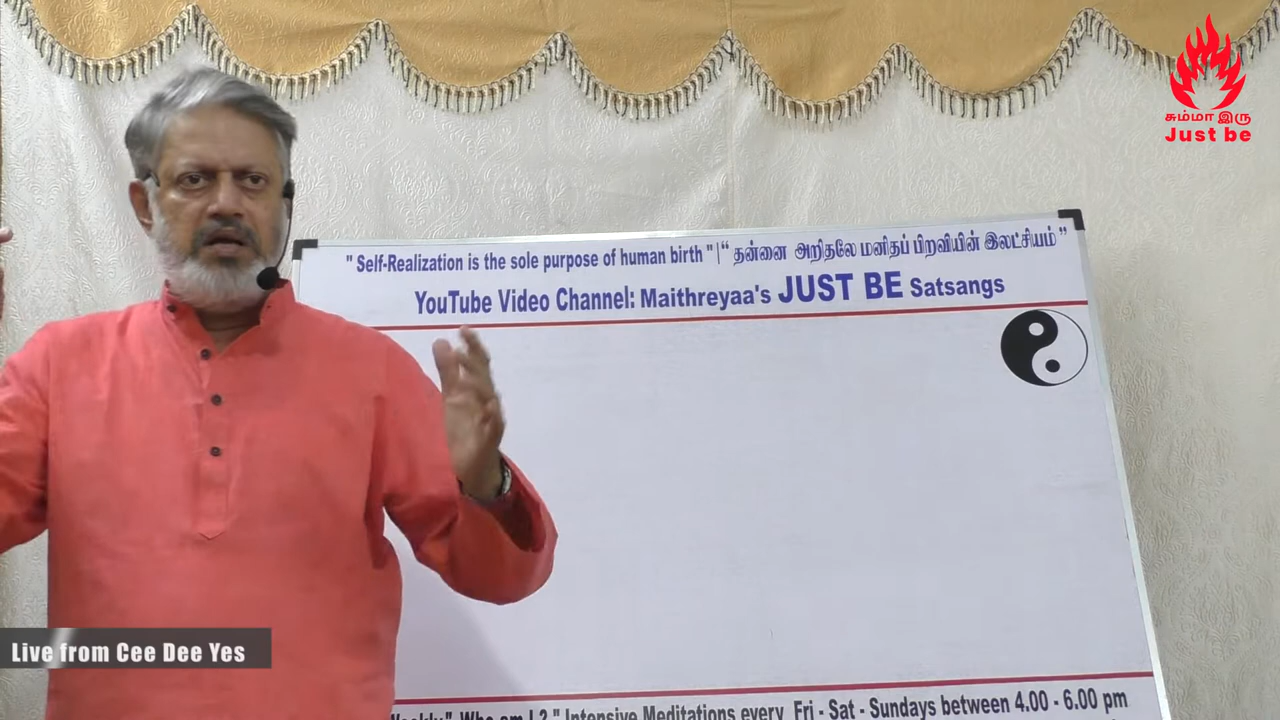 சும்மா இரு
Just be
" Self-Realization is the sole purpose of human birth " | “ தன்னை அறிதலே மனிதப் பிறவியின் இலட்சியம் ”
YouTube Video Channel: Maithreyaa's JUST BE Satsangs
Live from Cee Dee Yes
Weekly " Who am I ? " Intensive Meditations every Fri - Sat - Sundays between 4.00 - 6.00 pm